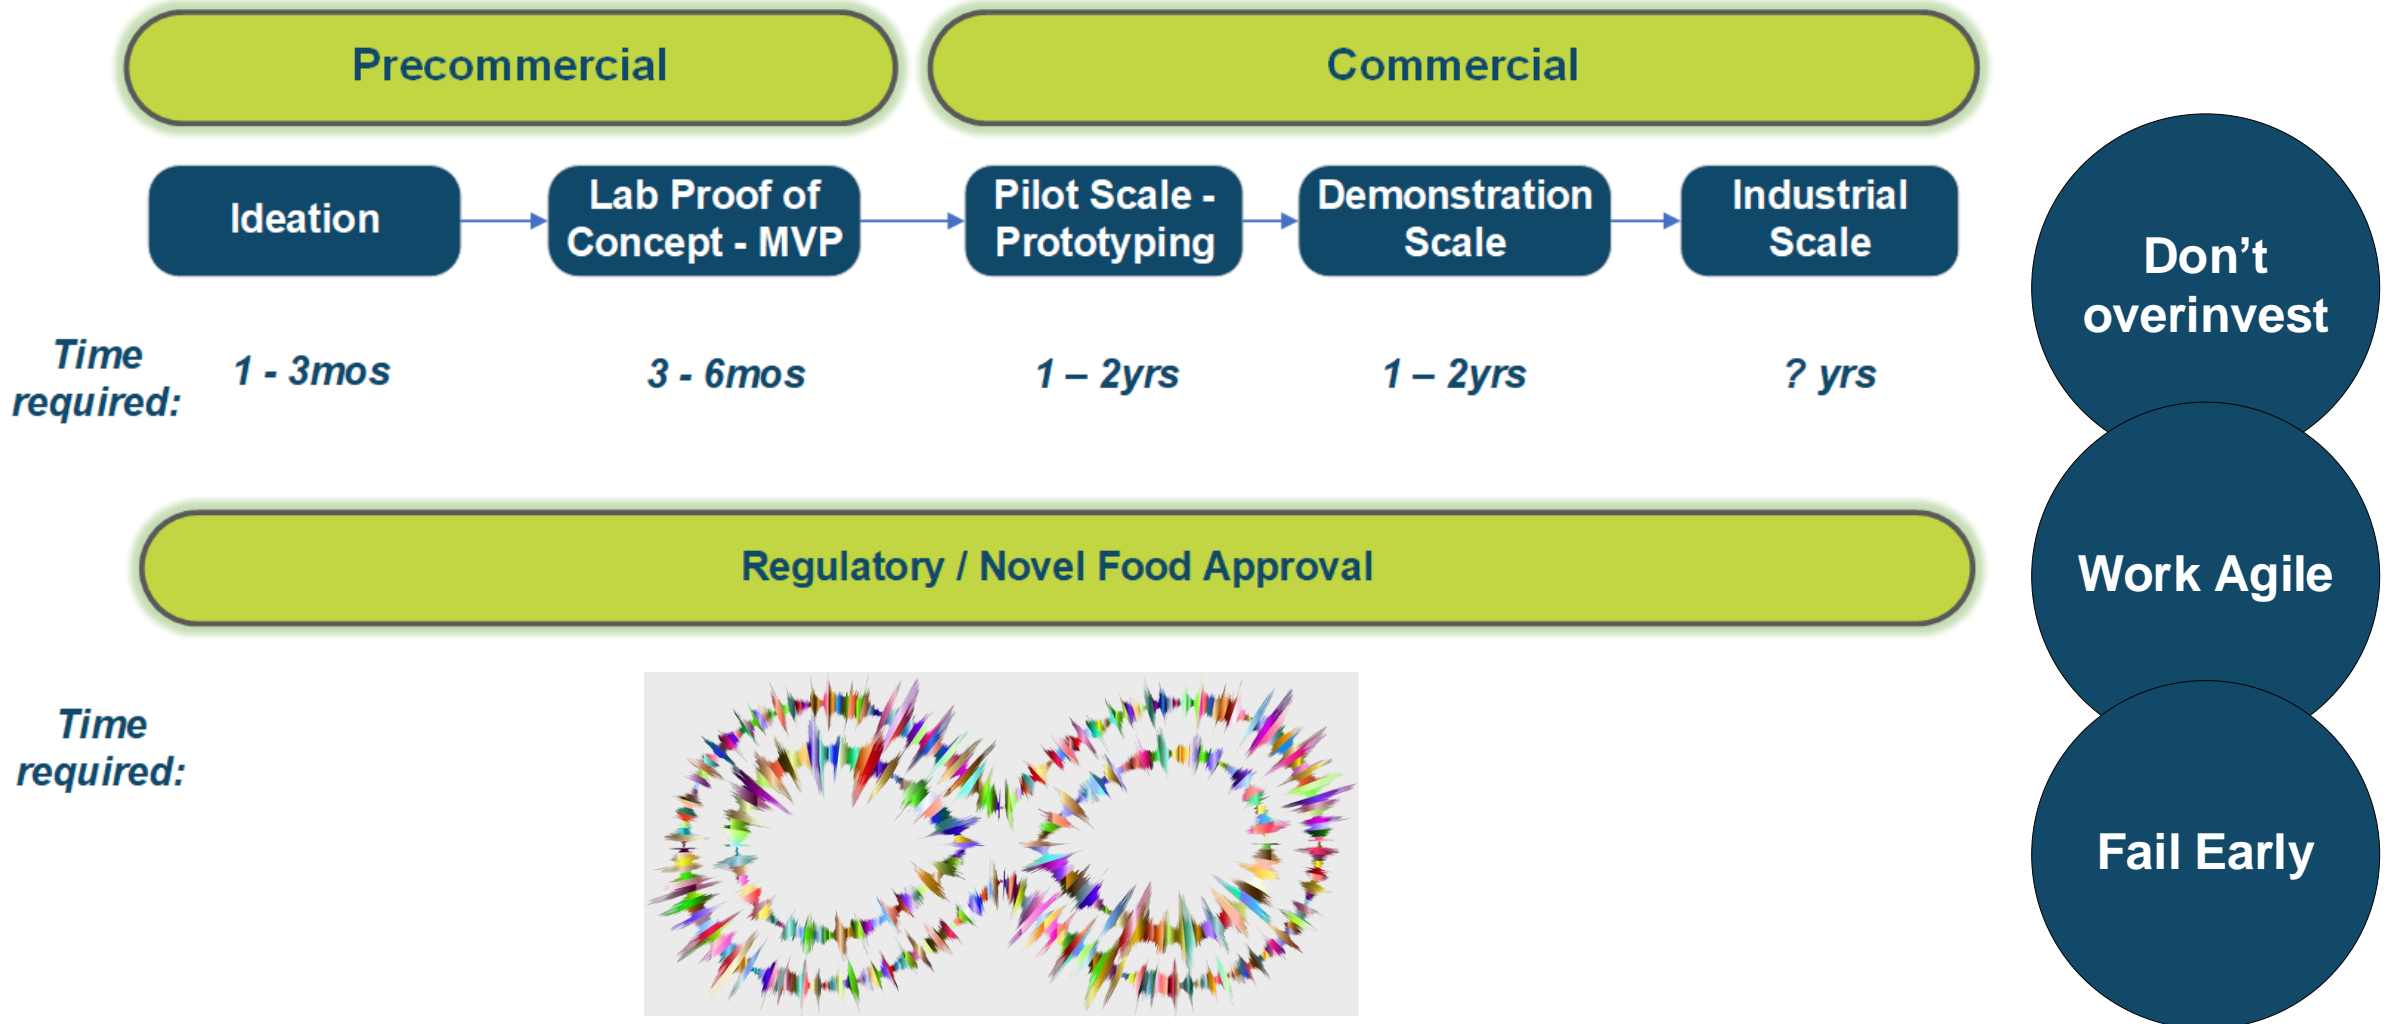 Precommercial
Commercial
Ideation
Lab Proof of
Concept - MVP
Pilot Scale -
Prototyping
Demonstration
Scale
Industrial
Scale
Time
required:
1 - 3mos
3 - 6mos
1 – 2yrs
1 – 2yrs
? yrs
Regulatory / Novel Food Approval
Time
required:
Don’t
overinvest
Work Agile
Fail Early